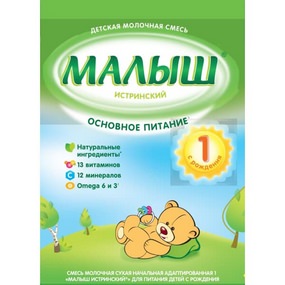 ДЕТСКАЯ МОЛОЧНАЯ СМЕСЬ
МАЛЫШ
ИСТРИНСКИЙ
ОСНОВНОЕ ПИТАНИЕ
Натуральные
ингредиенты*
13 витаминов
12 минералов
Omega 6 и 3*
1
с рождения
СМЕСЬ МОЛОЧНАЯ СУХАЯ НАЧАЛЬНАЯ АДАПТИРОВАННАЯ 1
«МАЛЫШ ИСТРИНСКИЙ®» ДЛЯ ПИТАНИЯ ДЕТЕЙ С РОЖДЕНИЯ